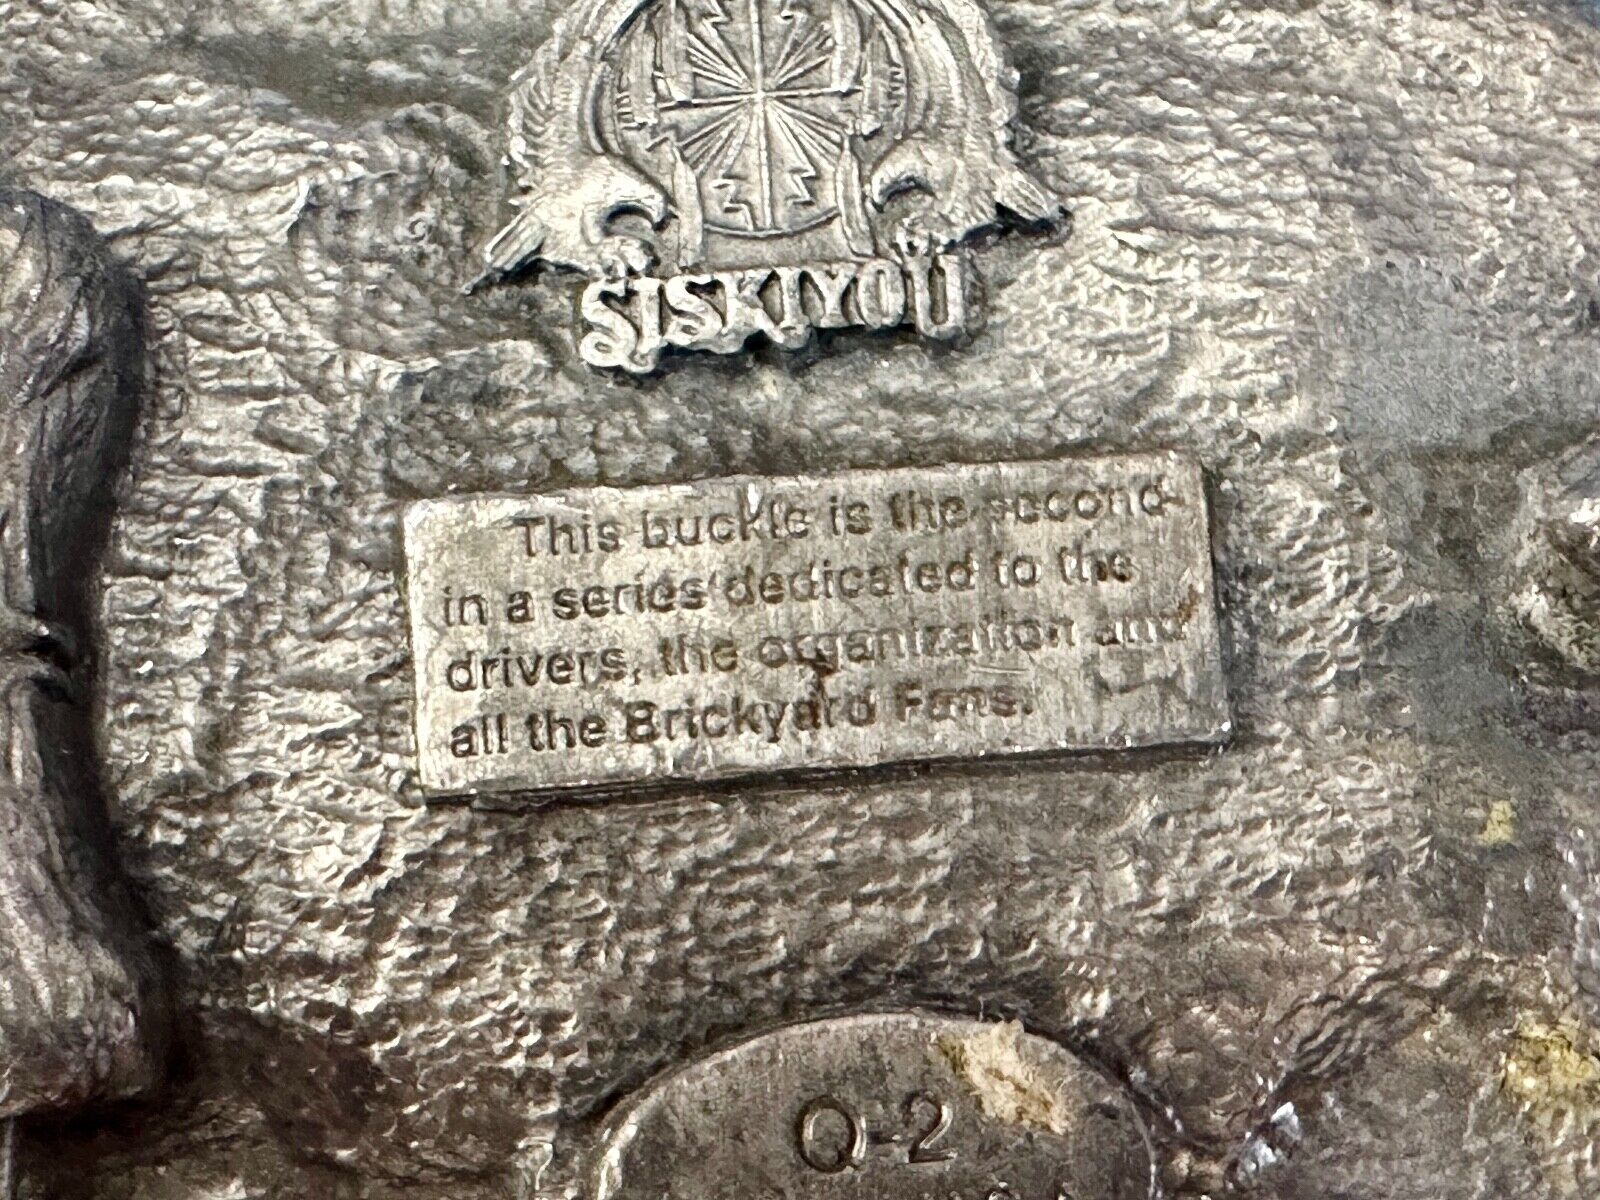 SISKIYOU
This buckle is the second
in a series dedicated to the
drivers, the organization and
all the Brickyard Fans.
Q-2